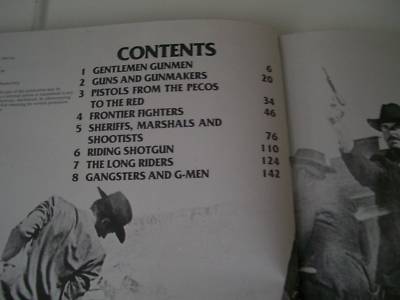 CONTENTS
1 GENTLEMEN GUNMEN 6
2 GUNS AND GUNMAKERS 20
3 PISTOLS FROM THE PECOS
TO THE RED 34
4 FRONTIER FIGHTERS 46
5 SHERIFFS, MARSHALS AND
SHOOTISTS 76
6 RIDING SHOTGUN 110
7 THE LONG RIDERS 124
8 GANGSTERS AND G-MEN 142